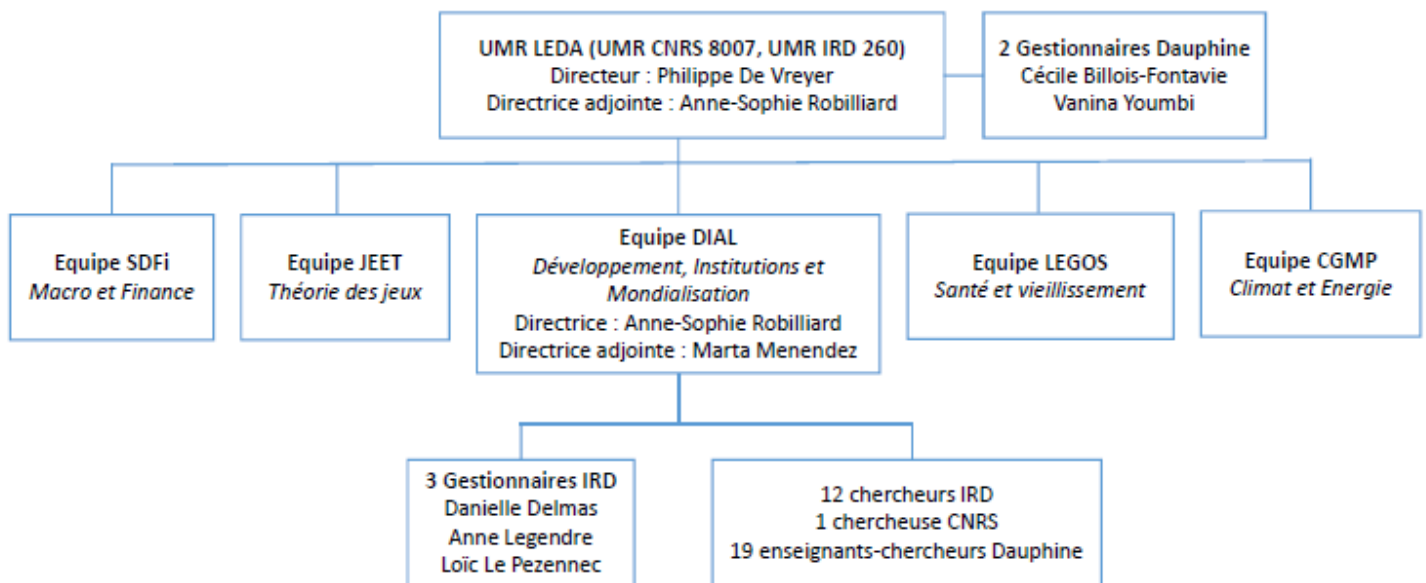 UMR LEDA (UMR CNRS 8007, UMR IRD 260)
Directeur : Philippe De Vreyer
Directrice adjointe : Anne-Sophie Robilliard
2 Gestionnaires Dauphine
Cécile Billois-Fontavie
Vanina Youmbi
Equipe SDFi
Macro et Finance
Equipe JEET
Théorie des jeux
Equipe DIAL
Développement, Institutions et
Mondialisation
Directrice : Anne-Sophie Robilliard
Directrice adjointe : Marta Menendez
Equipe LEGOS
Santé et vieillissement
Equipe CGMP
Climat et Energie
3 Gestionnaires IRD
Danielle Delmas
Anne Legendre
Loïc Le Pezennec
12 chercheurs IRD
1 chercheuse CNRS
19 enseignants-chercheurs Dauphine